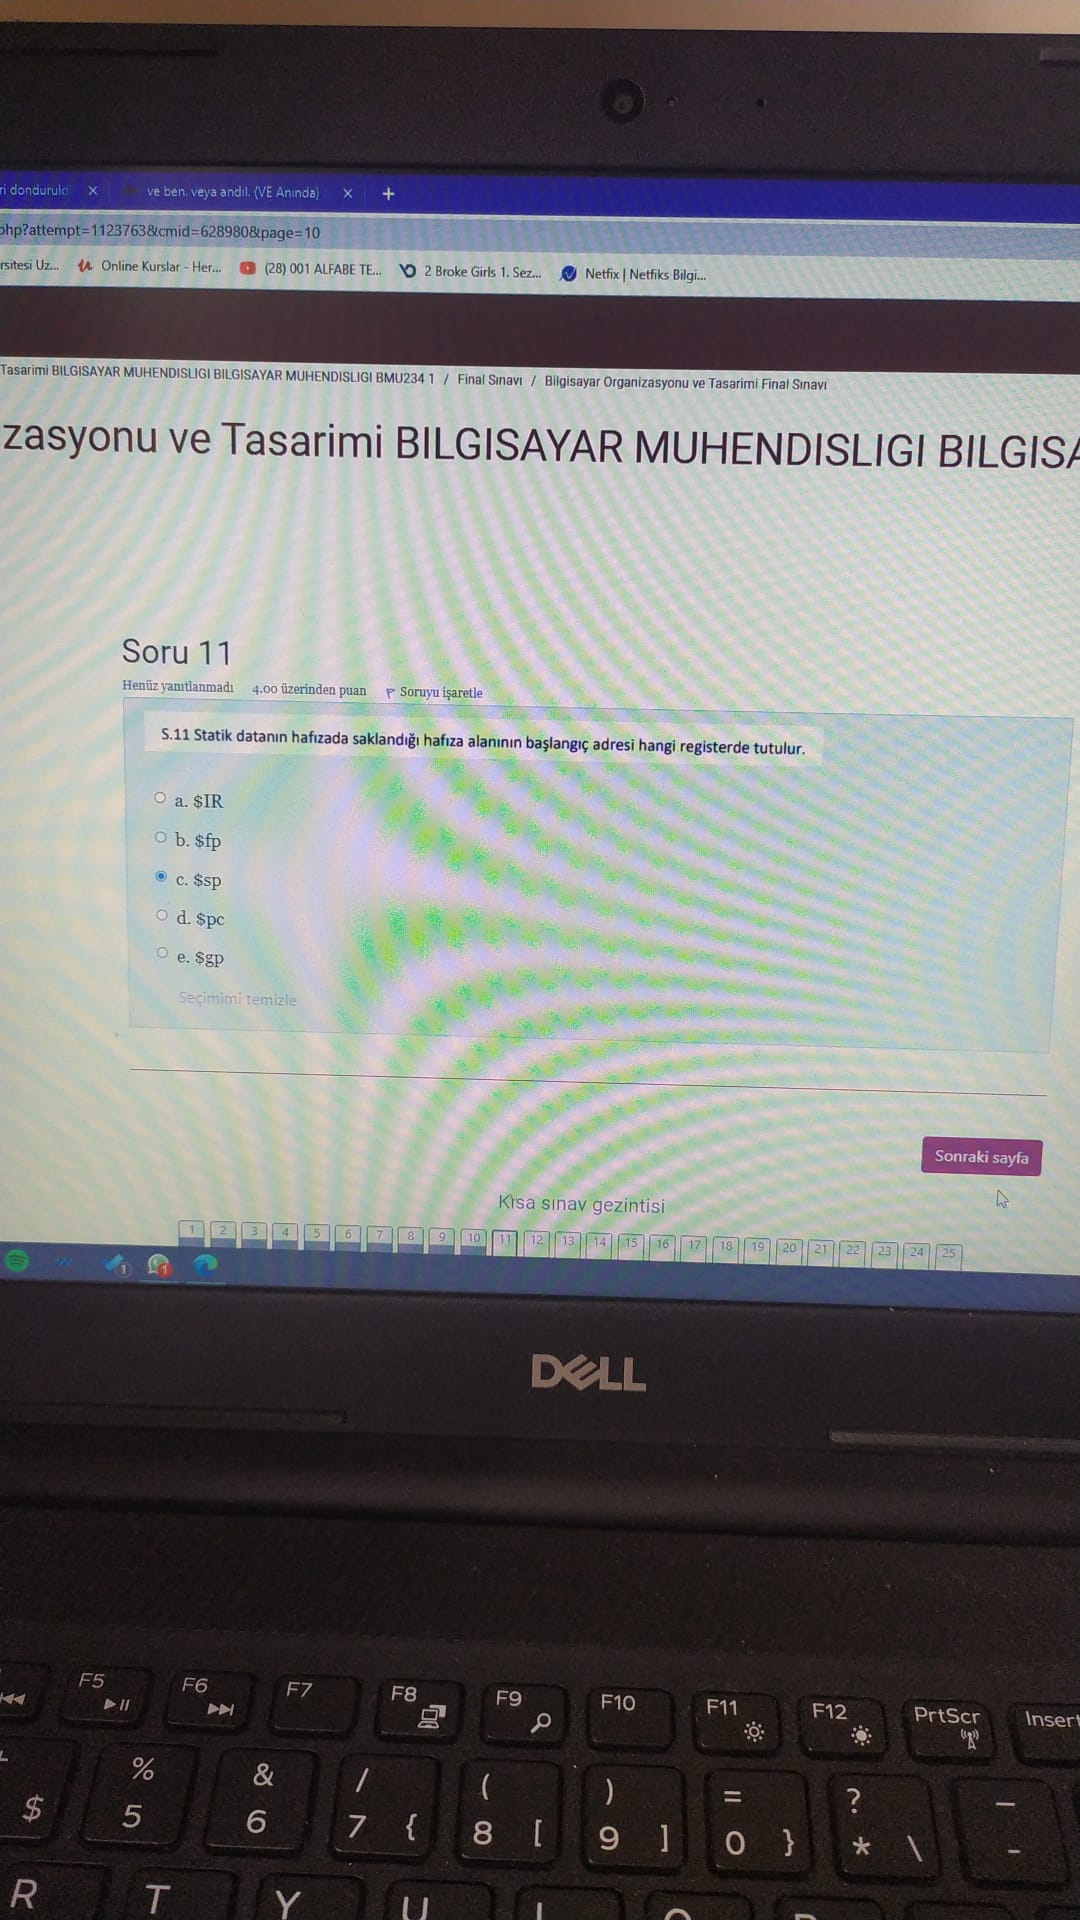 ri donduruld × ve ben. veya andıl. (VE Anında) × +
php?attempt=1123763&cmid=628980&page=10
rsitesi Uz... Online Kurslar - Her... (28) 001 ALFABE TE... 2 Broke Girls 1. Sez... Netfix | Netfiks Bilgi...
Tasarimi BILGISAYAR MUHENDISLIGI BILGISAYAR MUHENDISLIGI BMU234 1 / Final Sınavı / Bilgisayar Organizasyonu ve Tasarimi Final Sınavı
zasyonu ve Tasarimi BILGISAYAR MUHENDISLIGI BILGISA
Soru 11
Henüz yanıtlanmadı 4.00 üzerinden puan Soruyu işaretle
S.11 Statik datanın hafızada saklandığı hafıza alanının başlangıç adresi hangi registerde tutulur.
a. $IR
b. $fp
c. $sp
d. $pc
e. $gp
Seçimimi temizle
Sonraki sayfa
Kısa sınav gezintisi
1 2 3 4 5 6 7 8 9 10 11 12 13 14 15 16 17 18 19 20 21 22 23 24 25
1 1
DELL
F5 F6 F7 F8 F9 F10 F11 F12 PrtScr Insert
% & / ( ) = ? _
$ 5 6 7 { 8 [ 9 ] 0 } * \ -
R T Y U